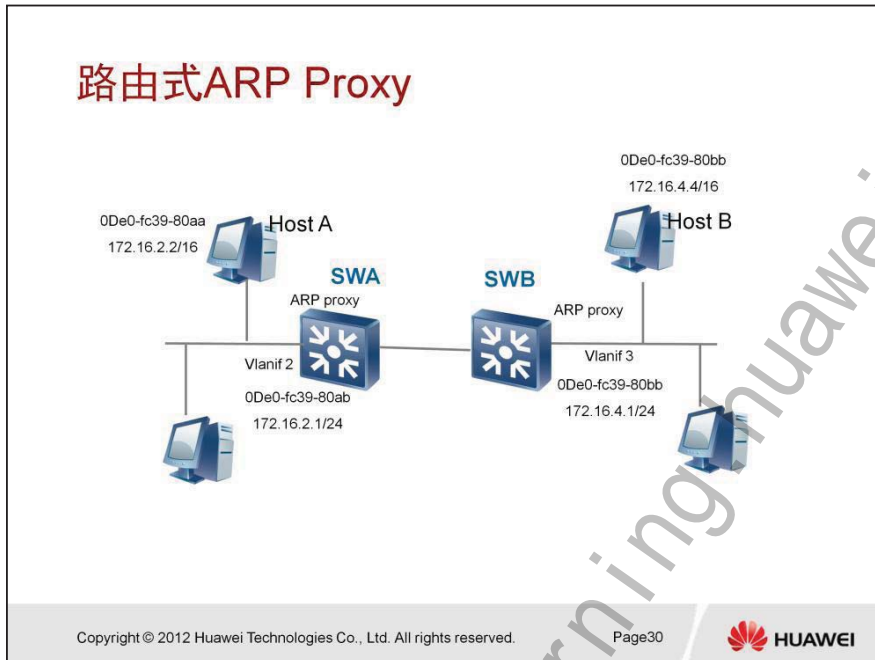 路由式ARP Proxy
0De0-fc39-80bb
172.16.4.4/16
Host B
0De0-fc39-80aa
172.16.2.2/16
Host A
SWA
SWB
ARP proxy
ARP proxy
Vlanif 2
Vlanif 3
0De0-fc39-80ab
172.16.2.1/24
0De0-fc39-80bb
172.16.4.1/24
rning.huawei.
Copyright © 2012 Huawei Technologies Co., Ltd. All rights reserved.
Page30
HUAWEI